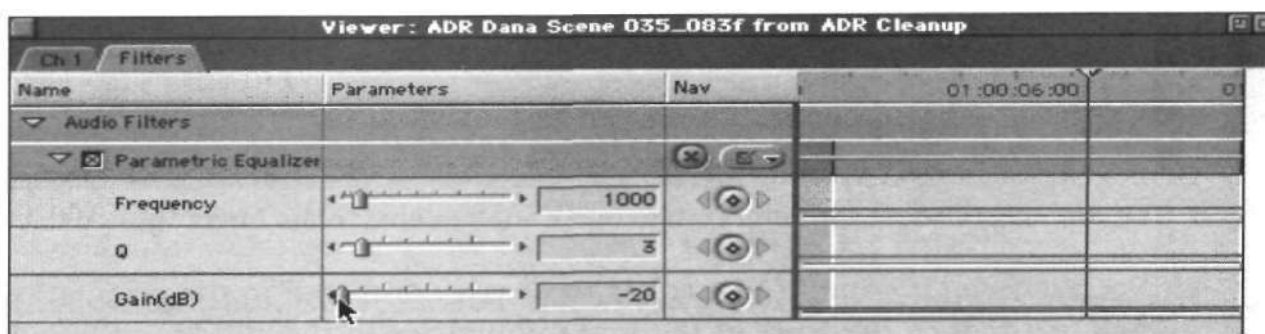 Viewer: ADR Dana Scene 035_083f from ADR Cleanup
Ch 1 Filters
Name Parameters Nav 01:00:06:00 01
Audio Filters
Parametric Equalizer
Frequency 1000
Q 3
Gain(dB) -20